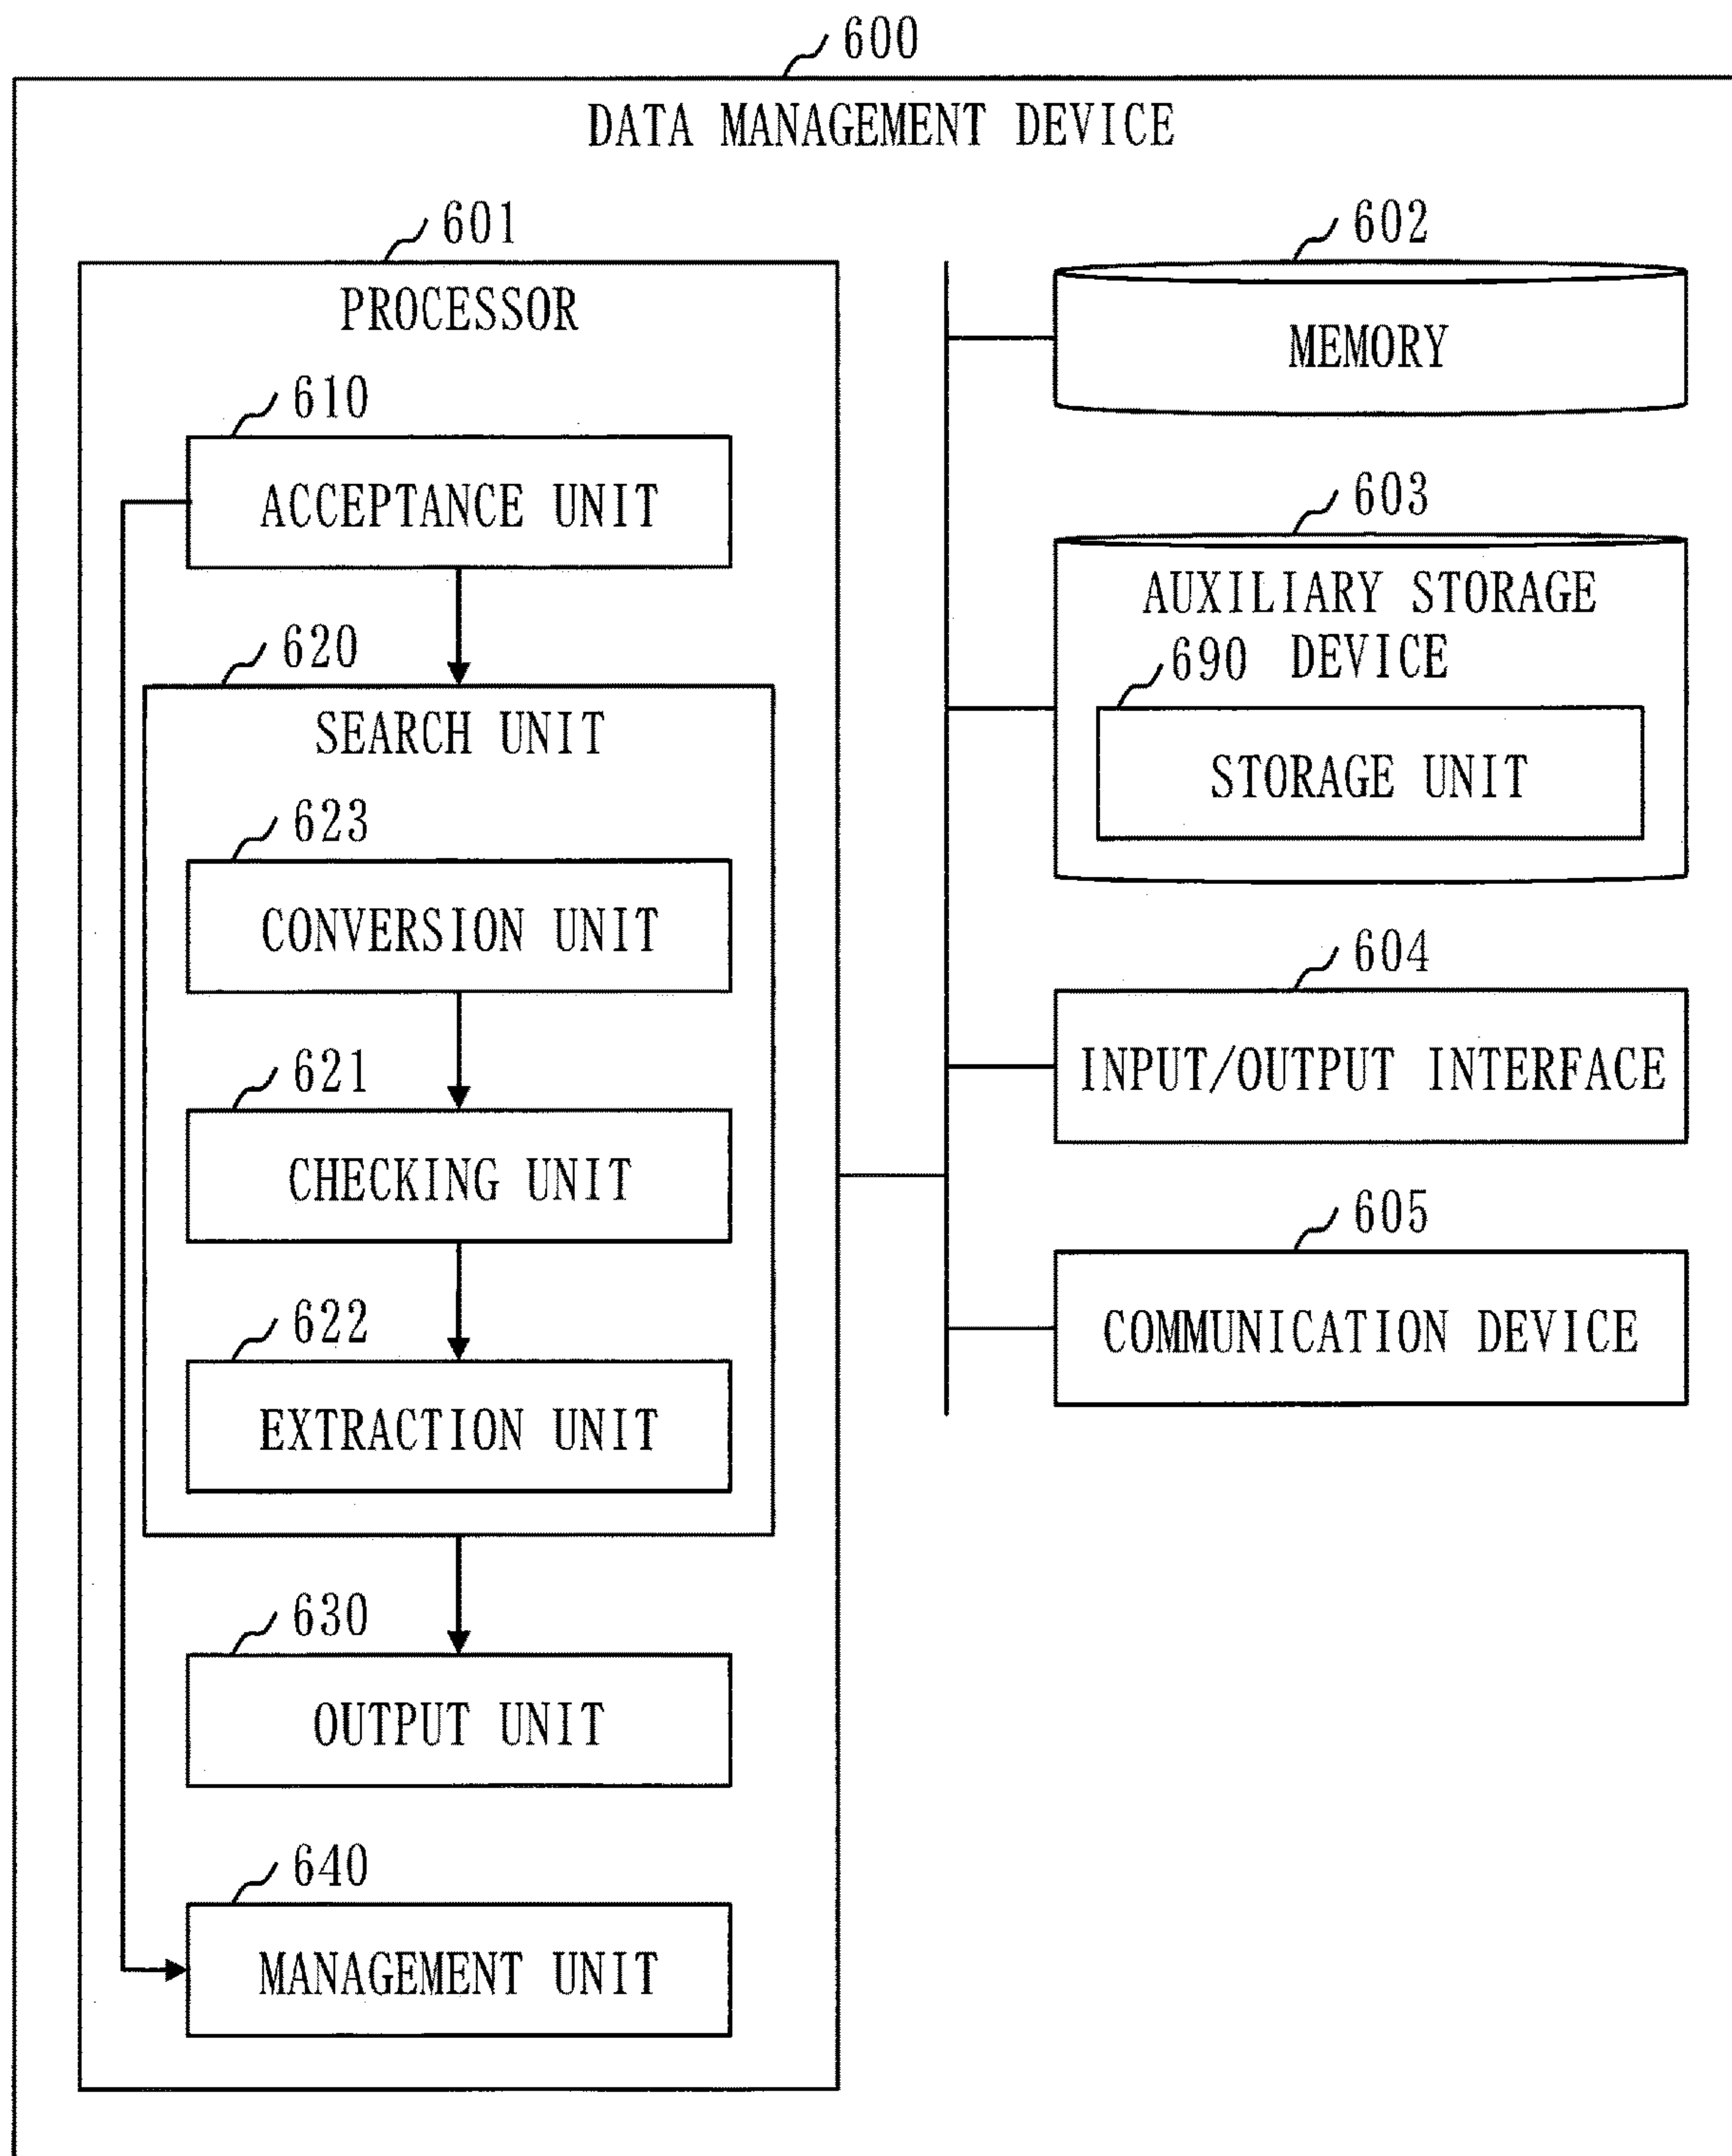 600
DATA MANAGEMENT DEVICE
601
PROCESSOR
610
ACCEPTANCE UNIT
620
SEARCH UNIT
623
CONVERSION UNIT
621
CHECKING UNIT
622
EXTRACTION UNIT
630
OUTPUT UNIT
640
MANAGEMENT UNIT
602
MEMORY
603
AUXILIARY STORAGE
690 DEVICE
STORAGE UNIT
604
INPUT/OUTPUT INTERFACE
605
COMMUNICATION DEVICE